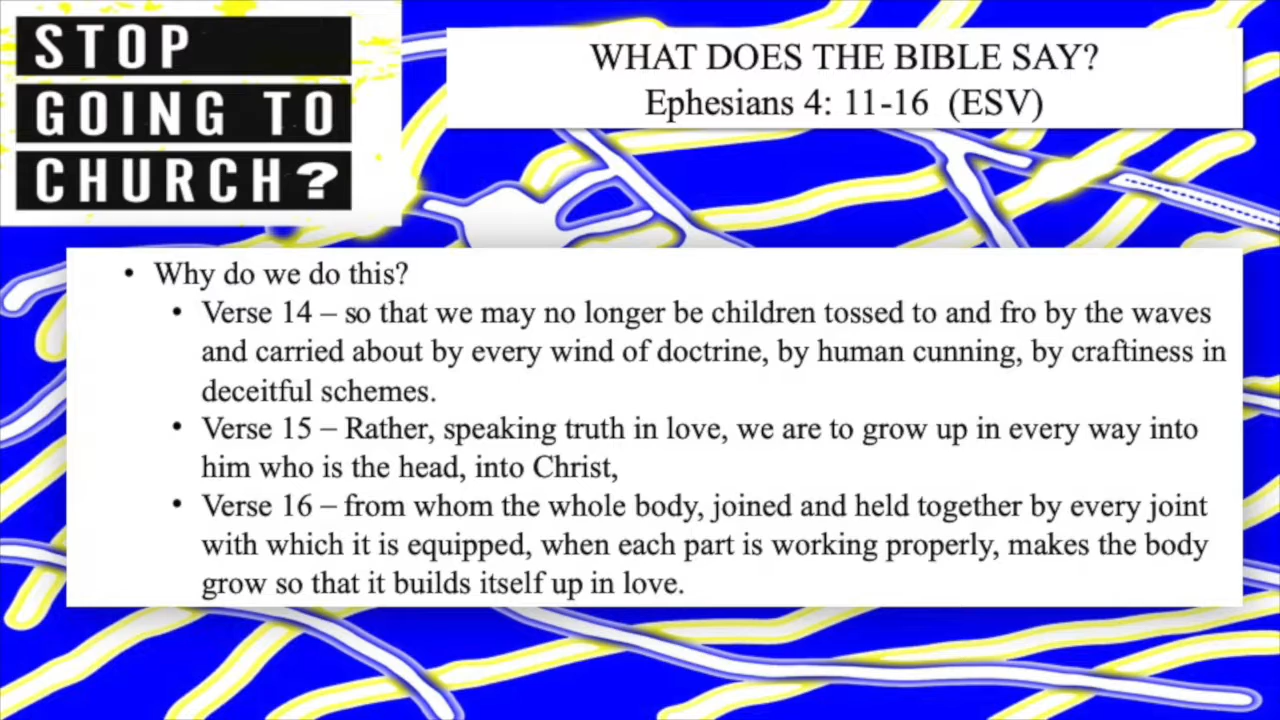 STOP
GOING TO
CHURCH?
WHAT DOES THE BIBLE SAY?
Ephesians 4: 11-16 (ESV)
• Why do we do this?
• Verse 14 – so that we may no longer be children tossed to and fro by the waves
and carried about by every wind of doctrine, by human cunning, by craftiness in
deceitful schemes.
• Verse 15 – Rather, speaking truth in love, we are to grow up in every way into
him who is the head, into Christ,
• Verse 16 – from whom the whole body, joined and held together by every joint
with which it is equipped, when each part is working properly, makes the body
grow so that it builds itself up in love.